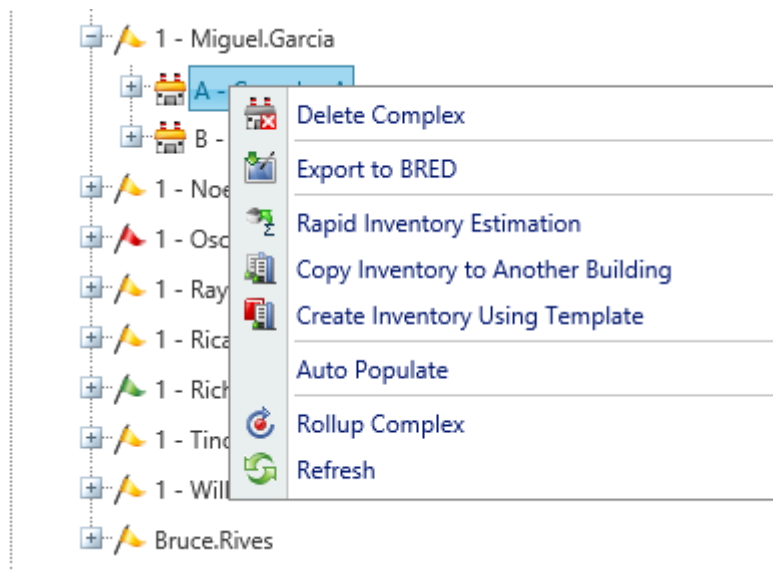 1 - Miguel.Garcia
A -
Delete Complex
B -
Export to BRED
1 - Noe
Rapid Inventory Estimation
1 - Osc
Copy Inventory to Another Building
1 - Ray
Create Inventory Using Template
1 - Rica
Auto Populate
1 - Rich
Rollup Complex
1 - Tino
Refresh
1 - Will
Bruce.Rives